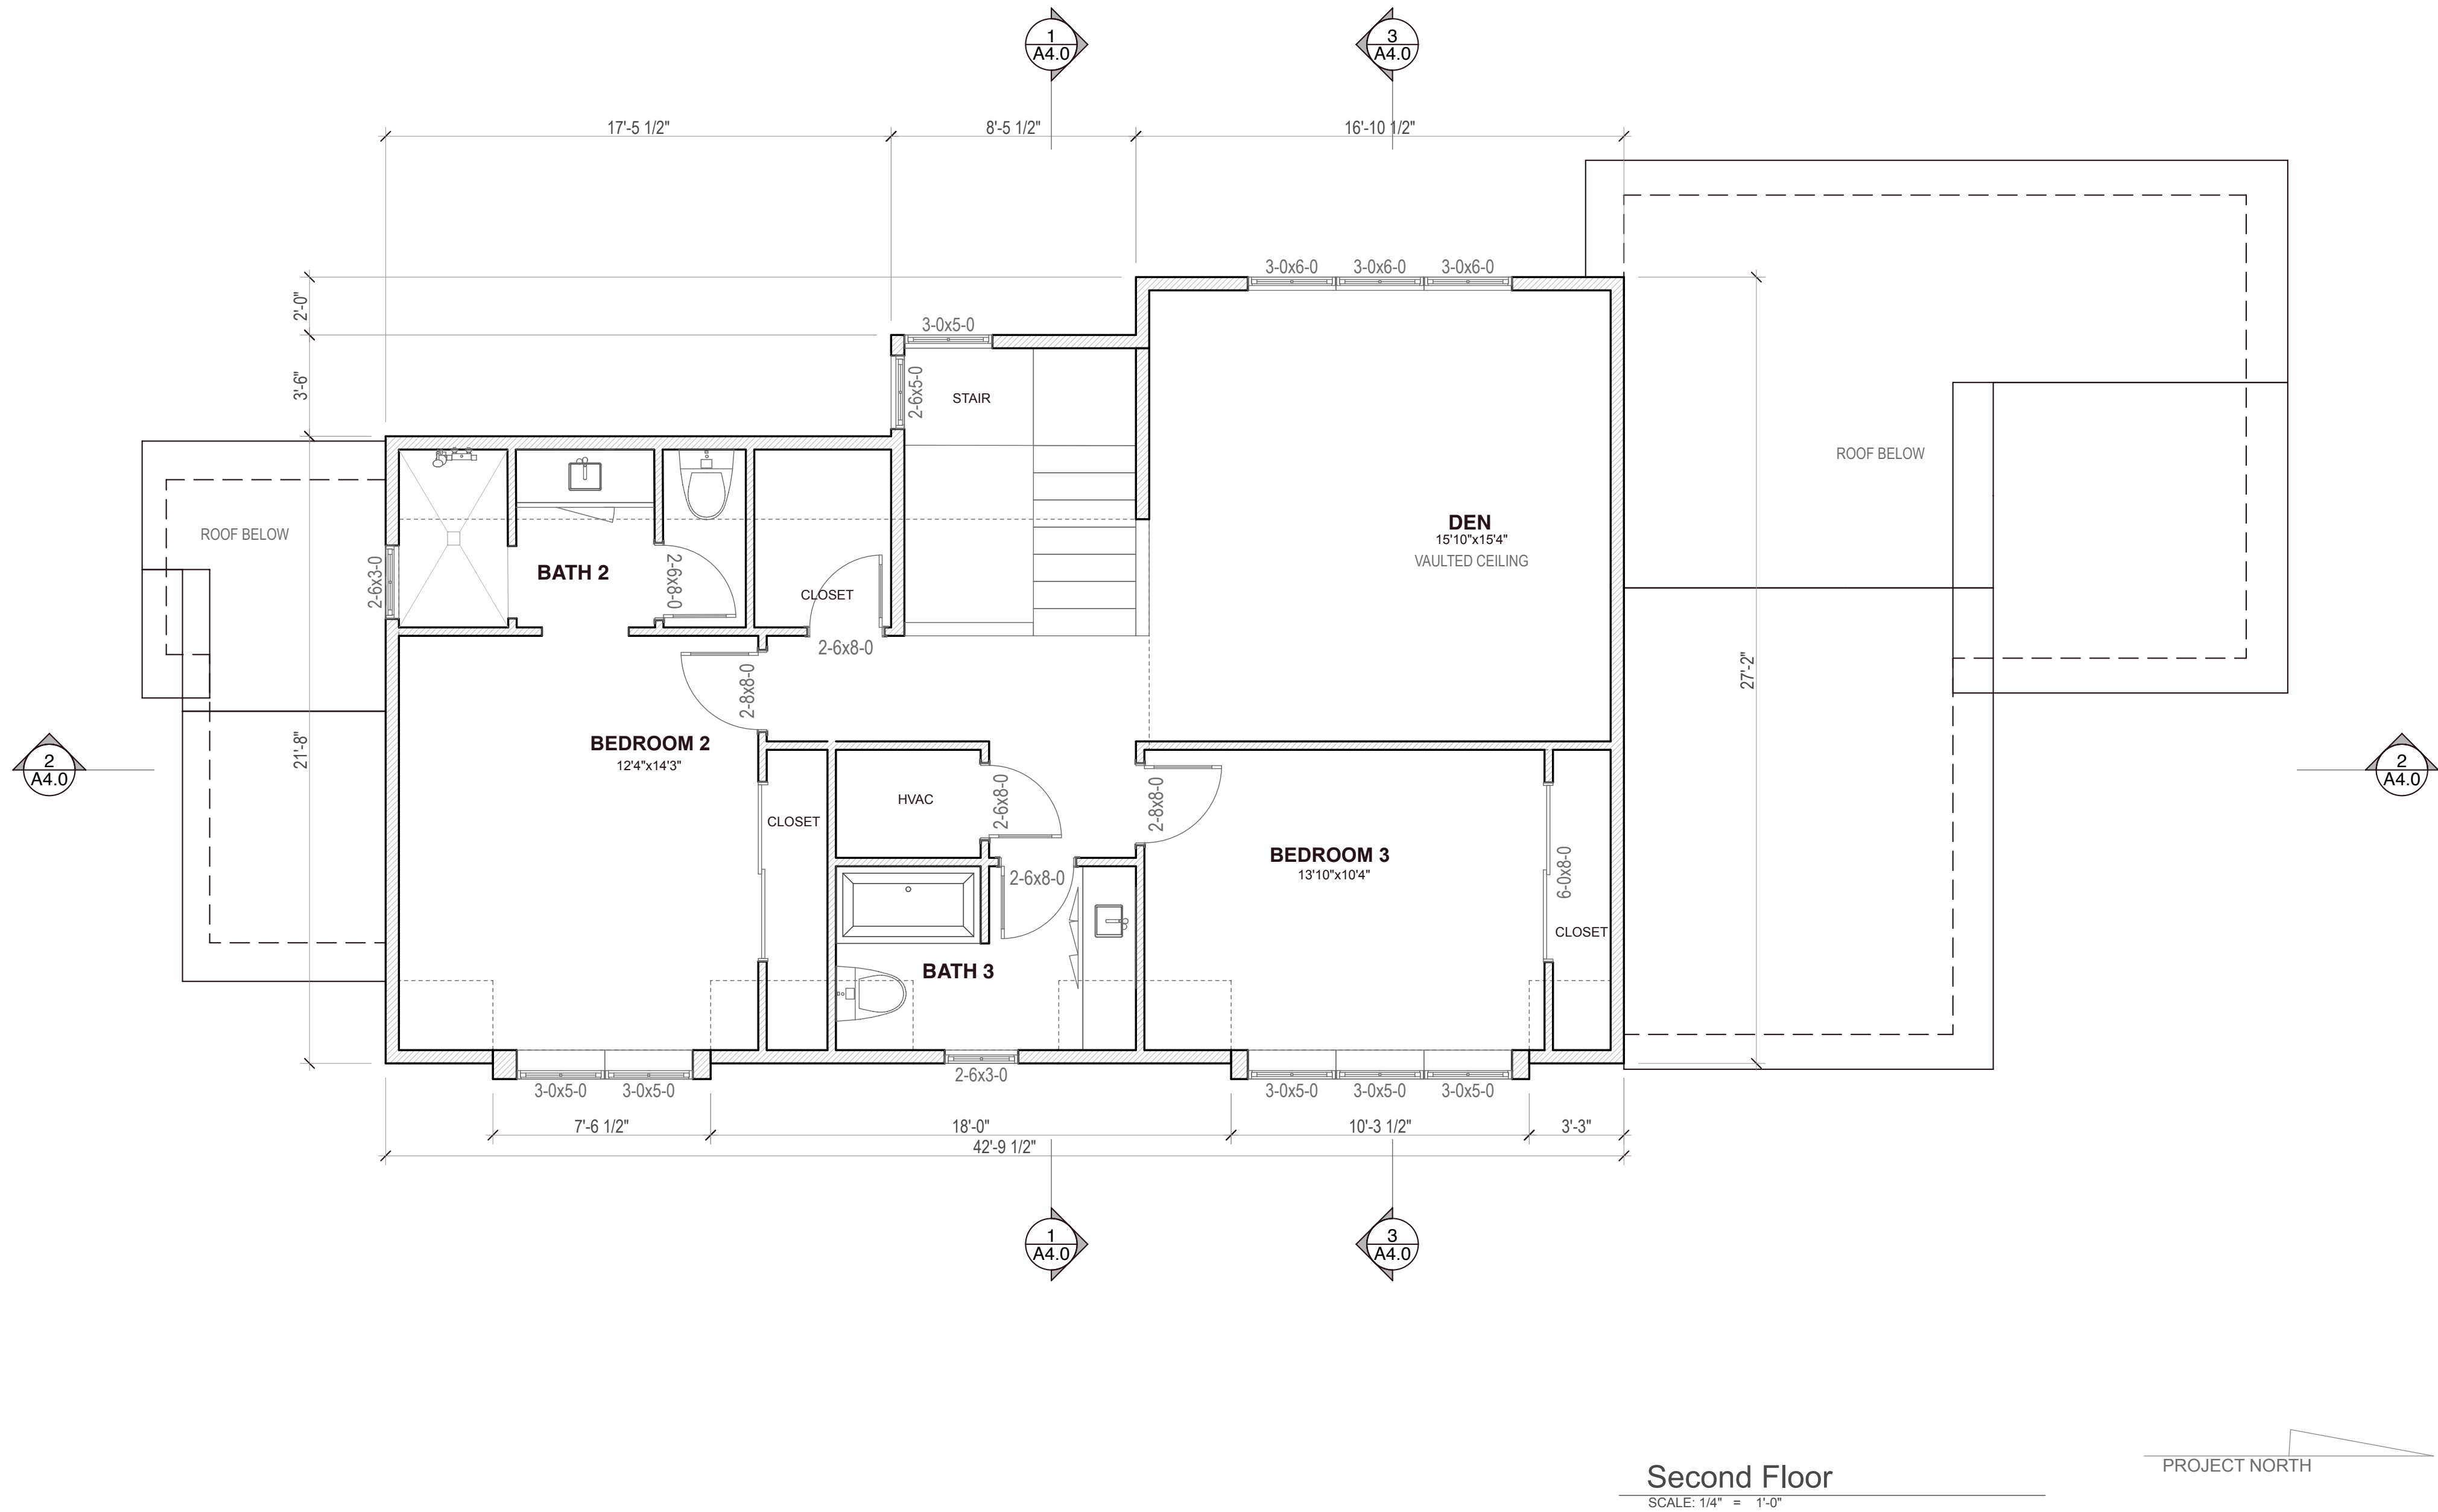 1
A4.0
3
A4.0
17'-5 1/2"
8'-5 1/2"
16'-10 1/2"
3-0x6-0
3-0x6-0
3-0x6-0
2'-0"
3-0x5-0
3'-6"
2-6x5-0
STAIR
ROOF BELOW
ROOF BELOW
DEN
15'10"x15'4"
VAULTED CEILING
2-6x3-0
BATH 2
2-6x8-0
CLOSET
2-6x8-0
2-8x8-0
27'-2"
BEDROOM 2
12'4"x14'3"
21'-8"
2
A4.0
2
A4.0
HVAC
2-6x8-0
2-8x8-0
CLOSET
BEDROOM 3
13'10"x10'4"
6-0x8-0
2-6x8-0
CLOSET
BATH 3
3-0x5-0
3-0x5-0
2-6x3-0
3-0x5-0
3-0x5-0
3-0x5-0
7'-6 1/2"
18'-0"
10'-3 1/2"
3'-3"
42'-9 1/2"
1
A4.0
3
A4.0
PROJECT NORTH
Second Floor
SCALE: 1/4" = 1'-0"